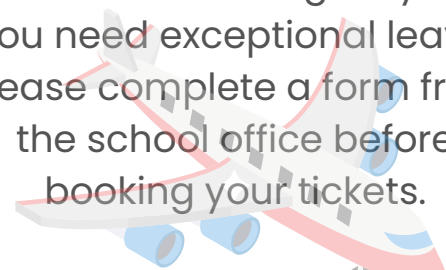 ou need exceptional lea
ease complete a form fr
the school office before
booking your tickets.